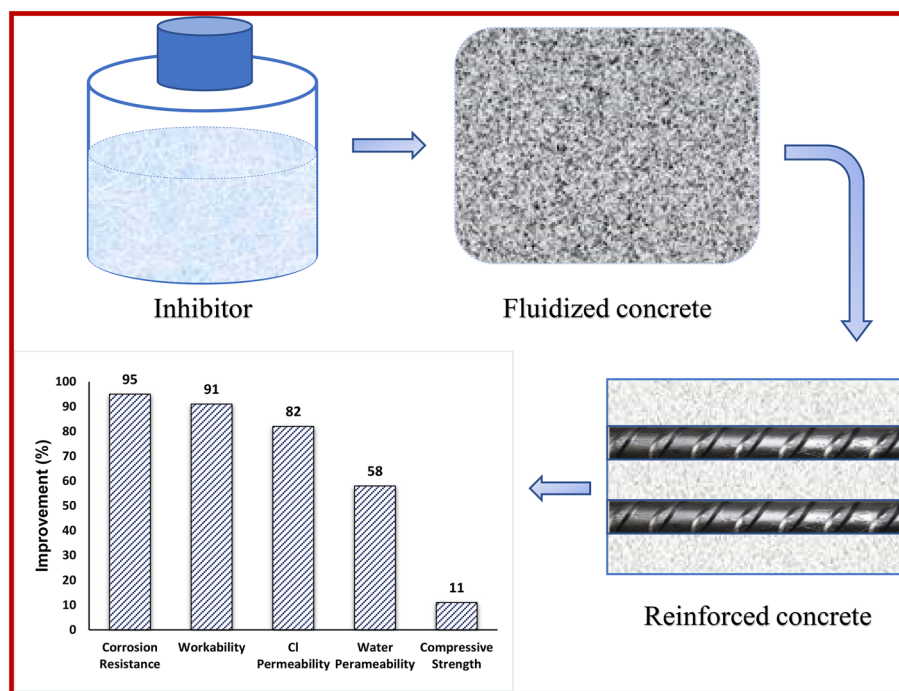 Inhibitor
Fluidized concrete
Reinforced concrete
Improvement (%)
100
90
80
70
60
50
40
30
20
10
0
95
91
82
58
11
Corrosion
Resistance
Workability
Cl
Permeability
Water
Perameability
Compressive
Strength